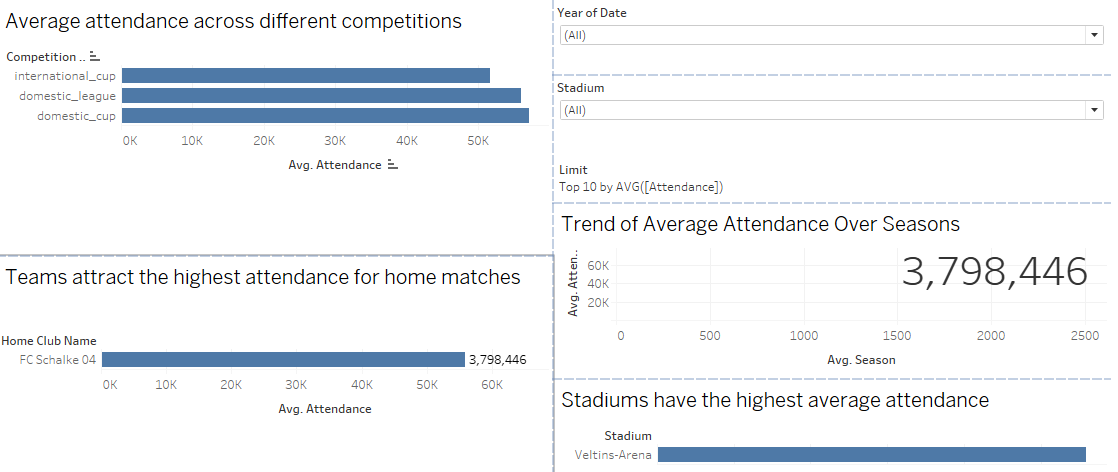 Average attendance across different competitions
Competition ..
international_cup
domestic_league
domestic_cup
0K 10K 20K 30K 40K 50K
Avg. Attendance
Year of Date
(All)
Stadium
(All)
Limit
Top 10 by AVG([Attendance])
Teams attract the highest attendance for home matches
Home Club Name
FC Schalke 04 3,798,446
0K 10K 20K 30K 40K 50K 60K
Avg. Attendance
Trend of Average Attendance Over Seasons
Avg. Atten..
60K
40K
20K
3,798,446
0 500 1000 1500 2000 2500
Avg. Season
Stadiums have the highest average attendance
Stadium
Veltins-Arena